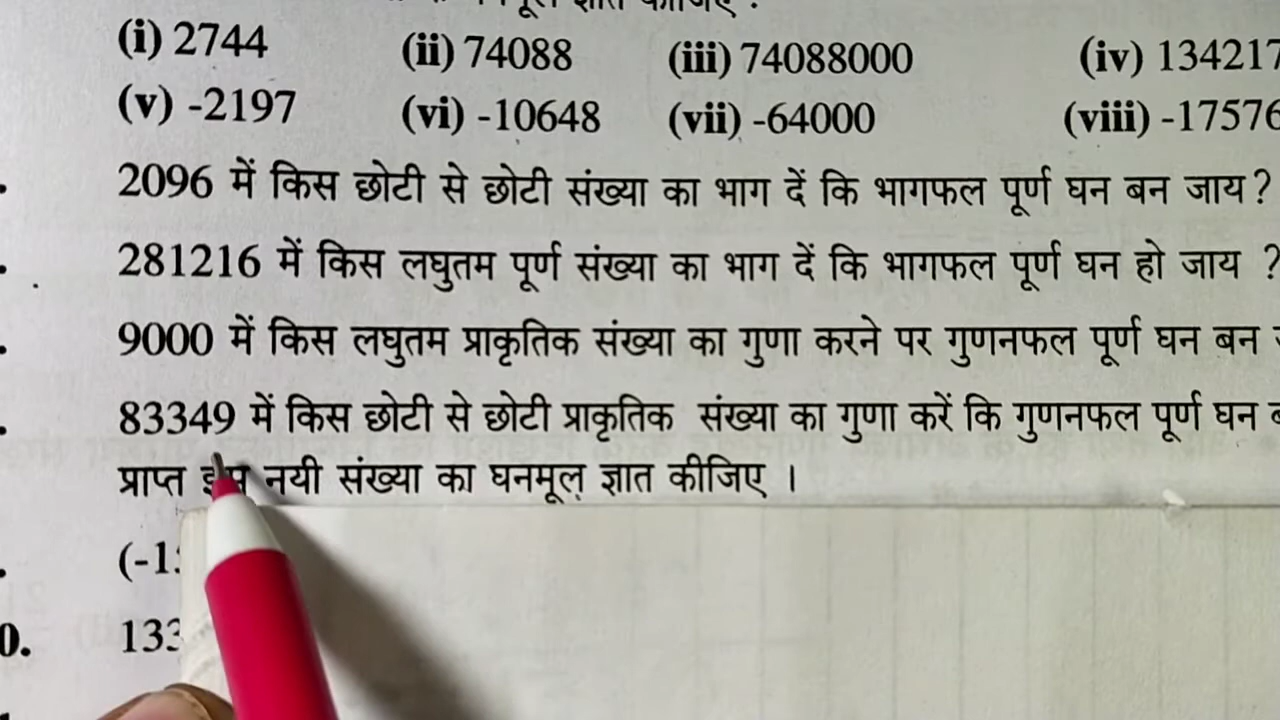 (i) 2744 (ii) 74088 (iii) 74088000 (iv) 134217
(v) -2197 (vi) -10648 (vii) -64000 (viii) -17576
2096 में किस छोटी से छोटी संख्या का भाग दें कि भागफल पूर्ण घन बन जाय?
281216 में किस लघुतम पूर्ण संख्या का भाग दें कि भागफल पूर्ण घन हो जाय ?
9000 में किस लघुतम प्राकृतिक संख्या का गुणा करने पर गुणनफल पूर्ण घन बन
83349 में किस छोटी से छोटी प्राकृतिक संख्या का गुणा करें कि गुणनफल पूर्ण घन
प्राप्त इस नयी संख्या का घनमूल ज्ञात कीजिए ।
(-1
0. 133